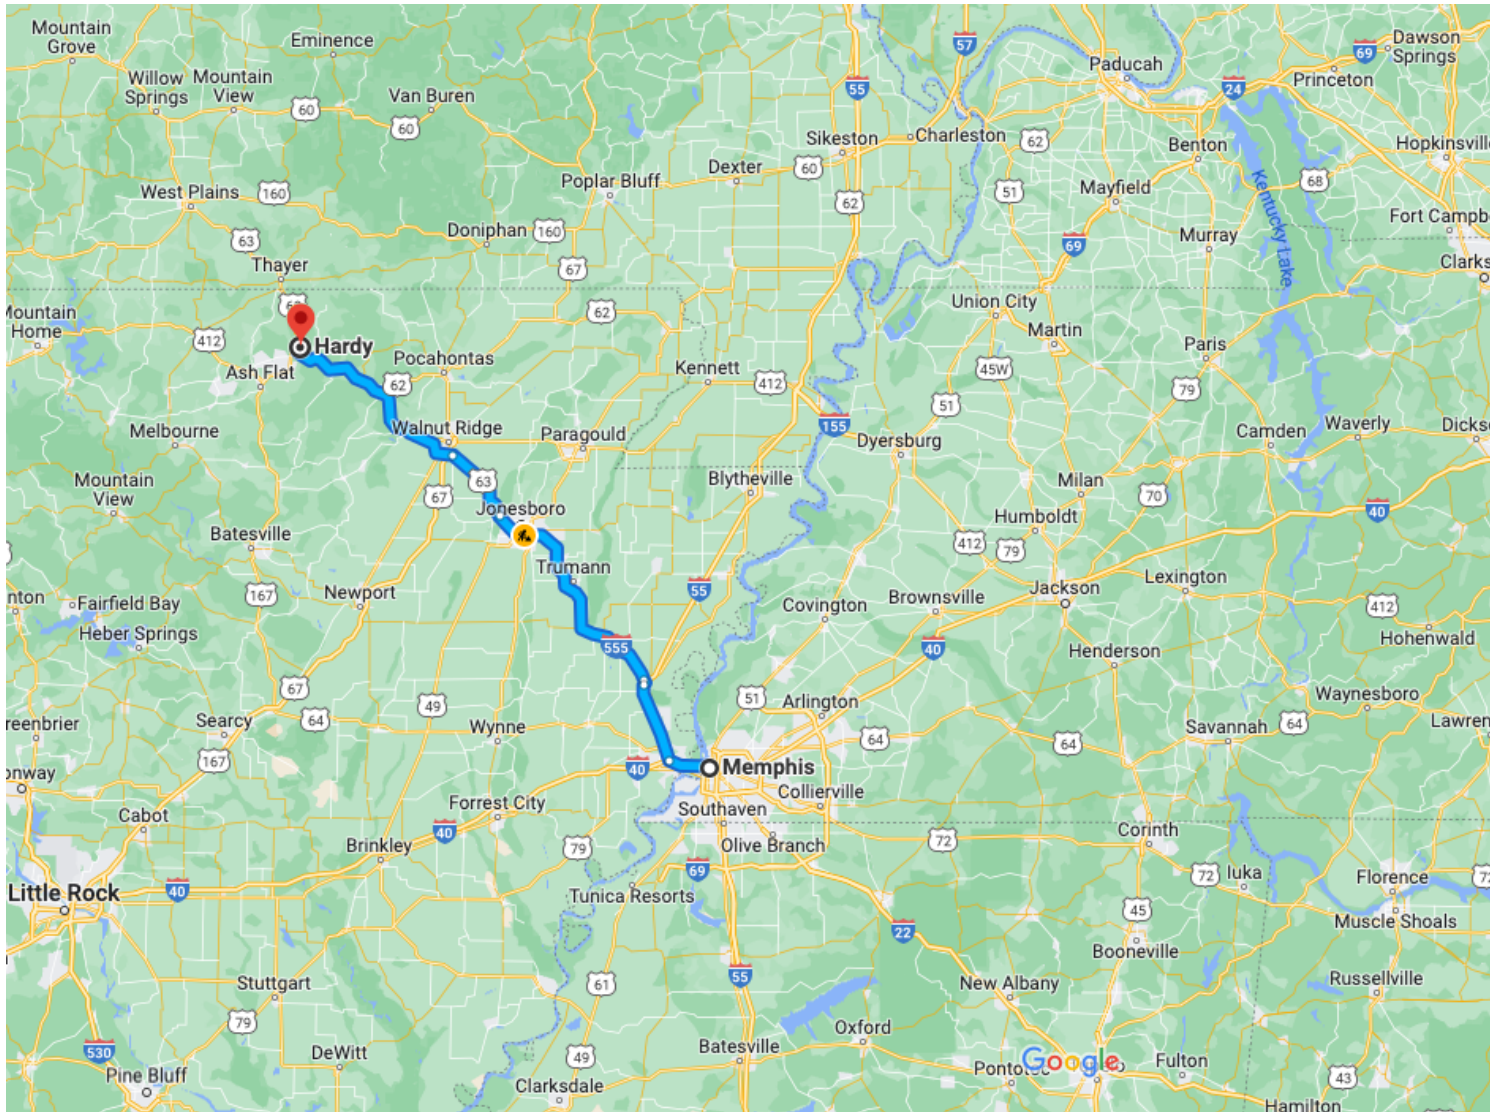 Mountain
Grove
Eminence
57
69
Dawson
Springs
Paducah
Princeton
Willow
Springs
Mountain
View
Van Buren
55
24
60
60
Sikeston
Charleston
62
Benton
Hopkinsville
Dexter
60
Poplar Bluff
51
Mayfield
68
West Plains
160
62
Kentucky Lake
Fort Campb
Doniphan
160
63
69
Murray
Thayer
67
Clarks
Union City
Mountain
Home
62
Martin
412
Hardy
Paris
Pocahontas
Ash Flat
62
Kennett
412
45W
79
51
Walnut Ridge
Paragould
155
Dyersburg
Melbourne
Camden
Waverly
Dicks
Mountain
View
63
67
Blytheville
Milan
70
40
Jonesboro
Humboldt
Batesville
412
79
Trumann
Lexington
167
Newport
55
Brownsville
Jackson
nton
Fairfield Bay
Covington
412
Heber Springs
555
40
Henderson
Hohenwald
67
51
Arlington
Waynesboro
49
64
Searcy
Wynne
64
64
Savannah
64
Lawren
reenbrier
167
40
Memphis
onway
Collierville
Cabot
Forrest City
Southaven
Corinth
40
72
Brinkley
79
Olive Branch
69
72
Iuka
Florence
72
Little Rock
40
Tunica Resorts
45
Muscle Shoals
22
Booneville
55
Stuttgart
61
New Albany
Russellville
79
Oxford
530
DeWitt
49
Batesville
Google
Fulton
Pine Bluff
Clarksdale
43
Hamilton